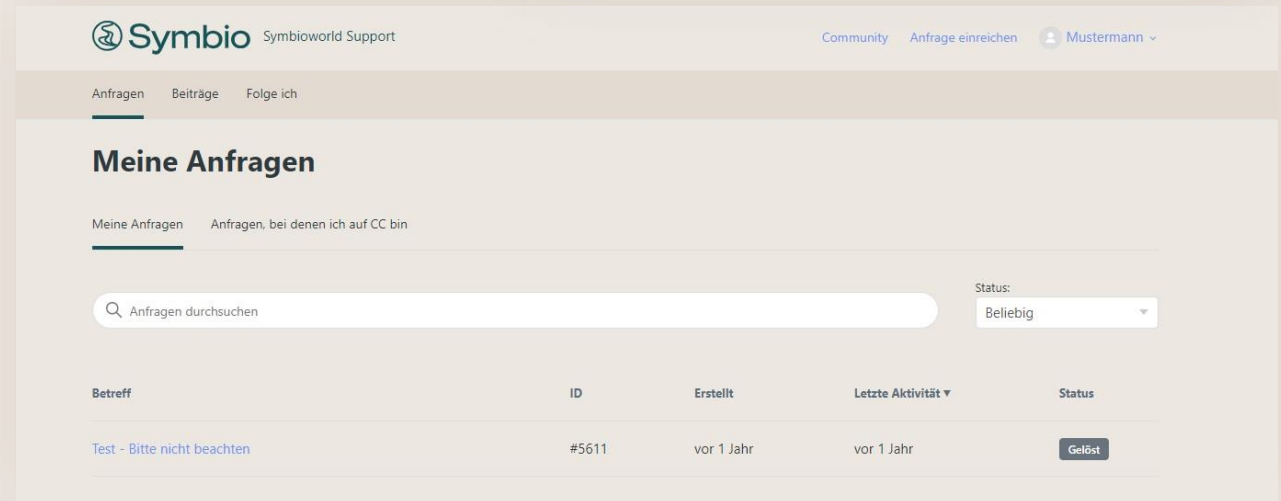 Symbio Symbioworld Support Community Anfrage einreichen Mustermann
Anfragen Beiträge Folge ich
Meine Anfragen
Meine Anfragen Anfragen, bei denen ich auf CC bin
Status:
Anfragen durchsuchen Beliebig
Betreff ID Erstellt Letzte Aktivität ▼ Status
Test - Bitte nicht beachten #5611 vor 1 Jahr vor 1 Jahr Gelöst